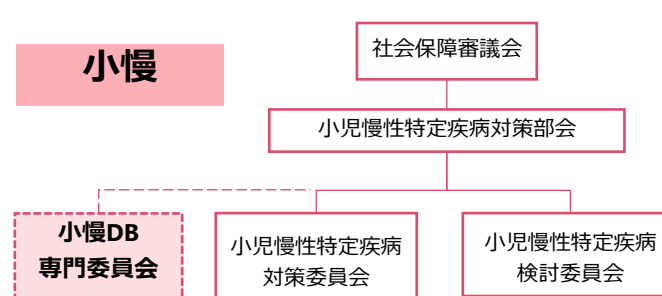 小慢
社会保障審議会
小児慢性特定疾病対策部会
小慢DB
専門委員会
小児慢性特定疾病
対策委員会
小児慢性特定疾病
検討委員会